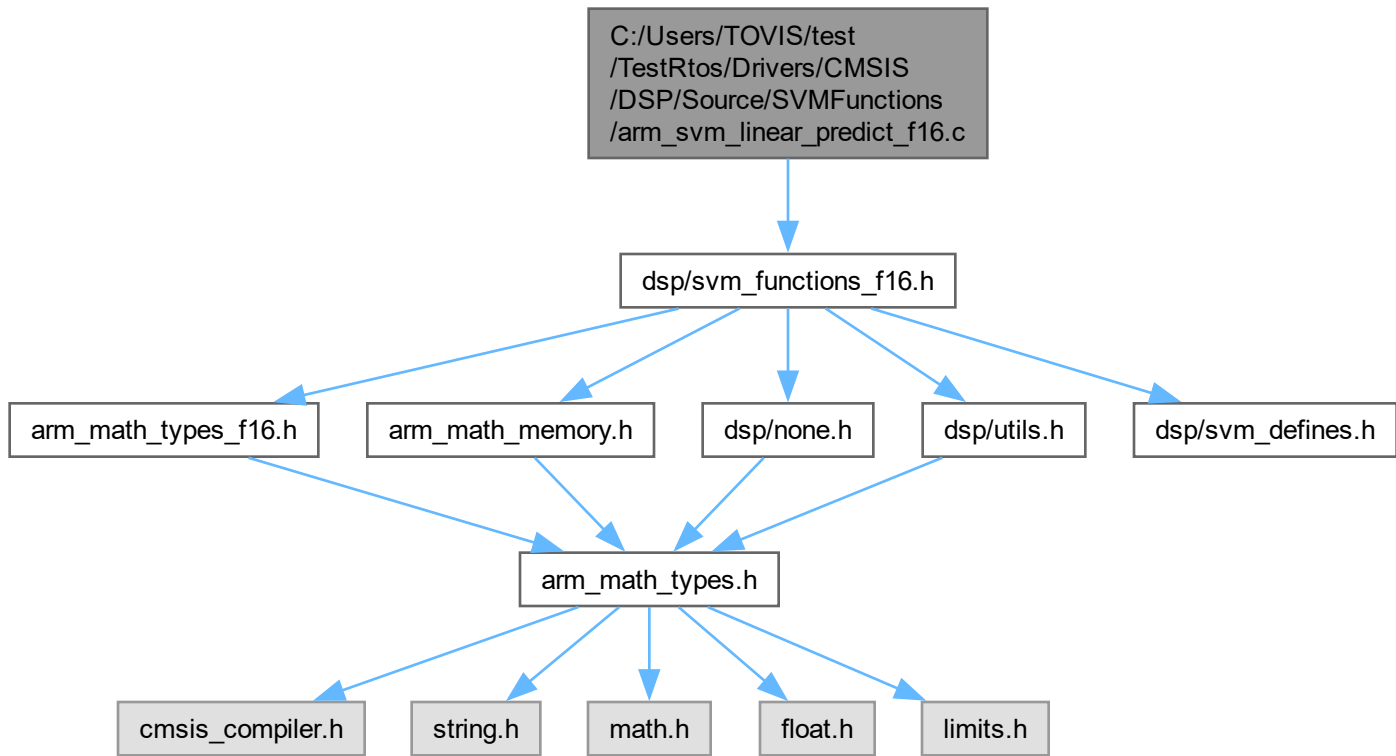 C:/Users/TOVIS/test
/TestRtos/Drivers/CMSIS
/DSP/Source/SVMFunctions
/arm_svm_linear_predict_f16.c
dsp/svm_functions_f16.h
arm_math_types_f16.h
arm_math_memory.h
dsp/none.h
dsp/utils.h
dsp/svm_defines.h
arm_math_types.h
cmsis_compiler.h
string.h
math.h
float.h
limits.h